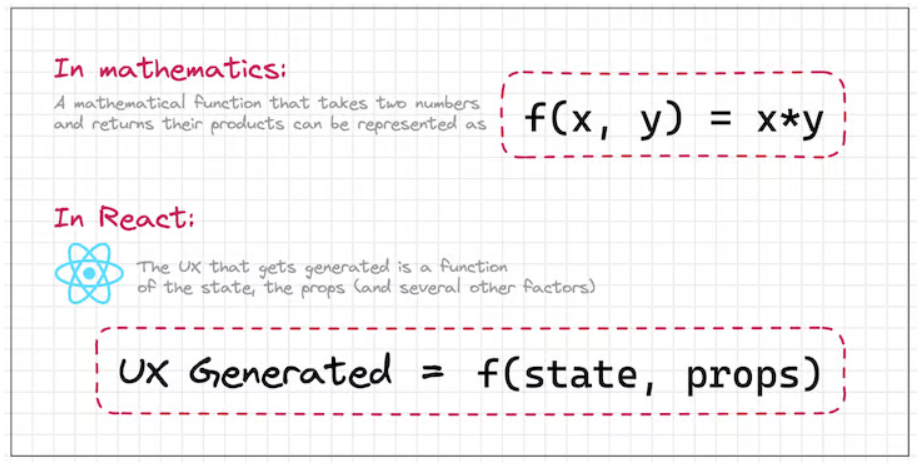 In mathematics:
A mathematical function that takes two numbers
and returns their products can be represented as
f(x, y) = x*y
In React:
The UX that gets generated is a function
of the state, the props (and several other factors)
UX Generated = f(state, props)